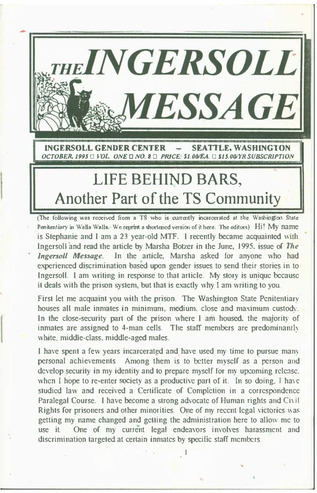 THE INGERSOLL
MESSAGE
INGERSOLL GENDER CENTER – SEATTLE, WASHINGTON
OCTOBER, 1995 □ VOL. ONE □ NO. 8 □ PRICE: $1.00/EA □ $15.00/YR SUBSCRIPTION
LIFE BEHIND BARS,
Another Part of the TS Community
(The following was received from a TS who is currently incarcerated at the Washington State
Penitentiary in Walla Walla. We reprint a shortened version of it here. The editors) Hi! My name
is Stephanie and I am a 23 year-old MTF. I recently became acquainted with
Ingersoll and read the article by Marsha Botzer in the June, 1995, issue of The
Ingersoll Message. In the article, Marsha asked for anyone who had
experienced discrimination based upon gender issues to send their stories in to
Ingersoll. I am writing in response to that article. My story is unique because
it deals with the prison system, but that is exactly why I am writing to you.
First let me acquaint you with the prison. The Washington State Penitentiary
houses all male inmates in minimum, medium, close and maximum custody.
In the close-security part of the prison where I am housed, the majority of
inmates are assigned to 4-man cells. The staff members are predominantly
white, middle-class, middle-aged males.
I have spent a few years incarcerated and have used my time to pursue many
personal achievements. Among them is to better myself as a person and
develop security in my identity and to prepare myself for my upcoming release,
when I hope to re-enter society as a productive part of it. In so doing, I have
studied law and received a Certificate of Completion in a correspondence
Paralegal Course. I have become a strong advocate of Human rights and Civil
Rights for prisoners and other minorities. One of my recent legal victories was
getting my name changed and getting the administration here to allow me to
use it. One of my current legal endeavors involves harassment and
discrimination targeted at certain inmates by specific staff members.
1